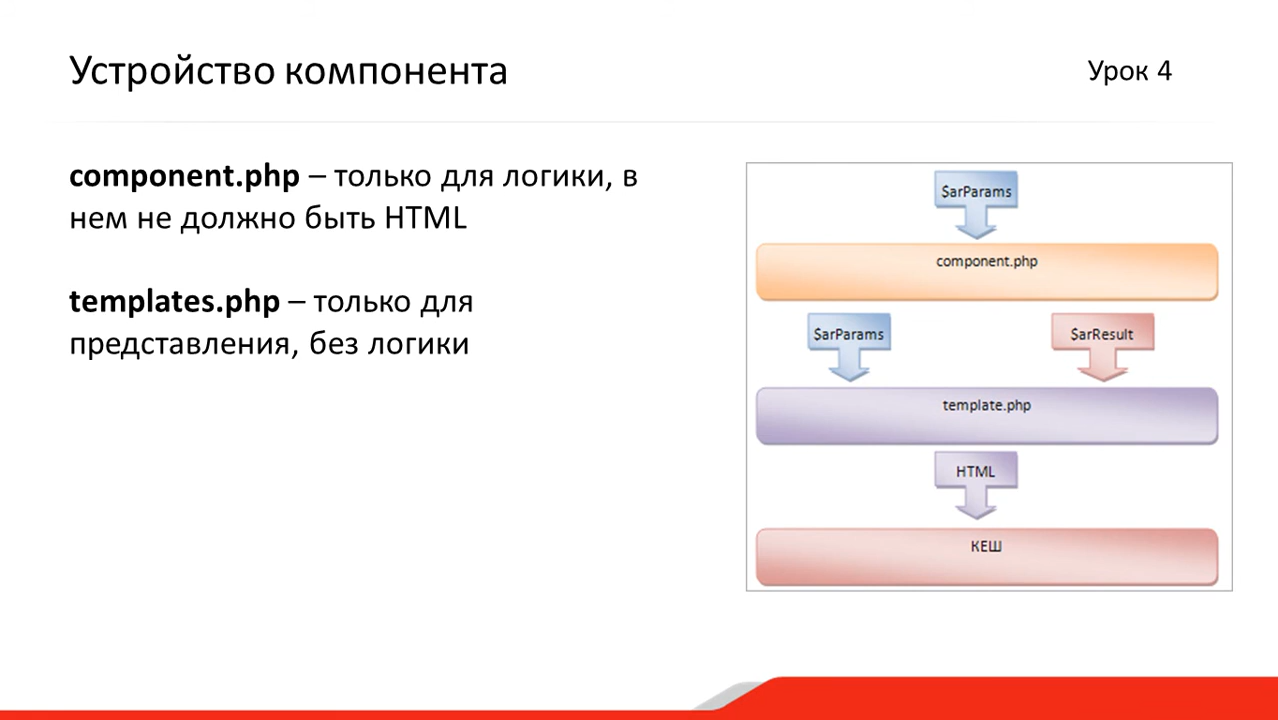 Устройство компонента
Урок 4
component.php – только для логики, в
нем не должно быть HTML
templates.php – только для
представления, без логики
$arParams
component.php
$arParams
$arResult
template.php
HTML
КЕШ